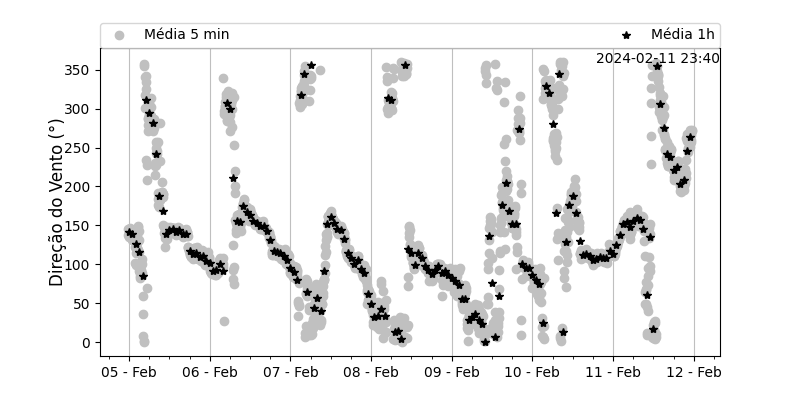 Média 5 min
Média 1h
2024-02-11 23:40
Direção do Vento (°)
350
300
250
200
150
100
50
0
05 - Feb
06 - Feb
07 - Feb
08 - Feb
09 - Feb
10 - Feb
11 - Feb
12 - Feb